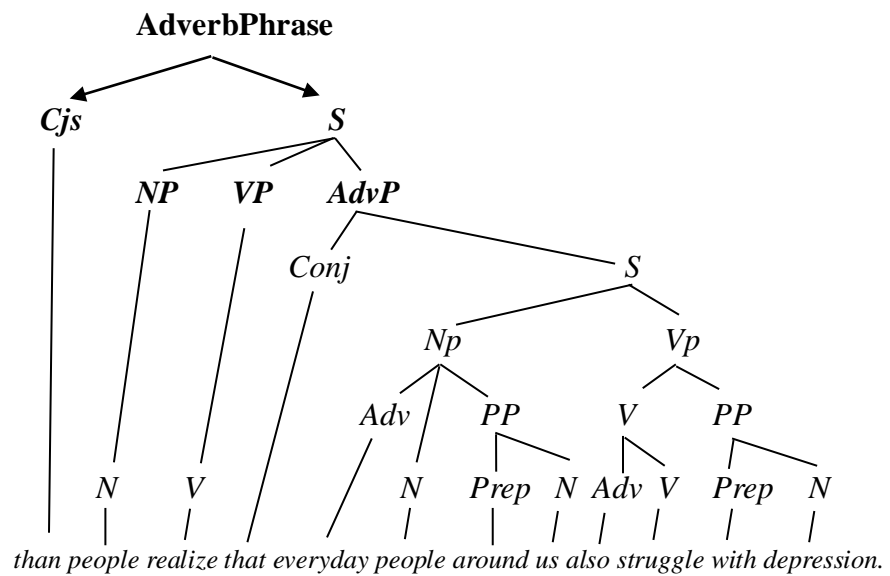 AdverbPhrase
Cjs S
NP VP AdvP
Conj S
Np Vp
Adv PP V PP
N V N Prep N Adv V Prep N
than people realize that everyday people around us also struggle with depression.